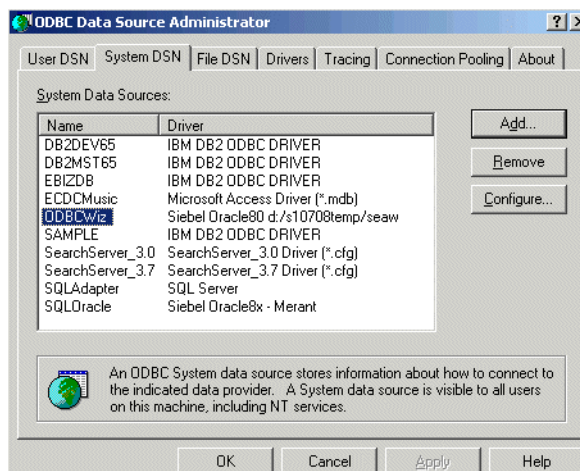 ODBC Data Source Administrator
User DSN System DSN File DSN Drivers Tracing Connection Pooling About
System Data Sources:
Name Driver
DB2DEV65 IBM DB2 ODBC DRIVER
DB2MST65 IBM DB2 ODBC DRIVER
EBIZDB IBM DB2 ODBC DRIVER
ECDCMusic Microsoft Access Driver (*.mdb)
ODBCWiz Siebel Oracle80 d:/s10708temp/seaw
SAMPLE IBM DB2 ODBC DRIVER
SearchServer_3.0 SearchServer_3.0 Driver (*.cfg)
SearchServer_3.7 SearchServer_3.7 Driver (*.cfg)
SQLAdapter SQL Server
SQLOracle Siebel Oracle8x - Merant
Add...
Remove
Configure...
An ODBC System data source stores information about how to connect to
the indicated data provider. A System data source is visible to all users
on this machine, including NT services.
OK Cancel Apply Help